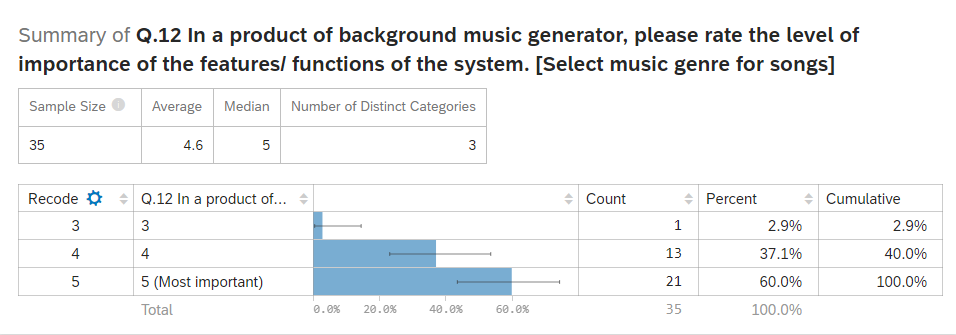 Summary of Q.12 In a product of background music generator, please rate the level of
importance of the features/ functions of the system. [Select music genre for songs]
Sample Size Average Median Number of Distinct Categories
35 4.6 5 3
Recode Q.12 In a product of... Count Percent Cumulative
3 3 1 2.9% 2.9%
4 4 13 37.1% 40.0%
5 5 (Most important) 21 60.0% 100.0%
Total 0.0% 20.0% 40.0% 60.0% 35 100.0%